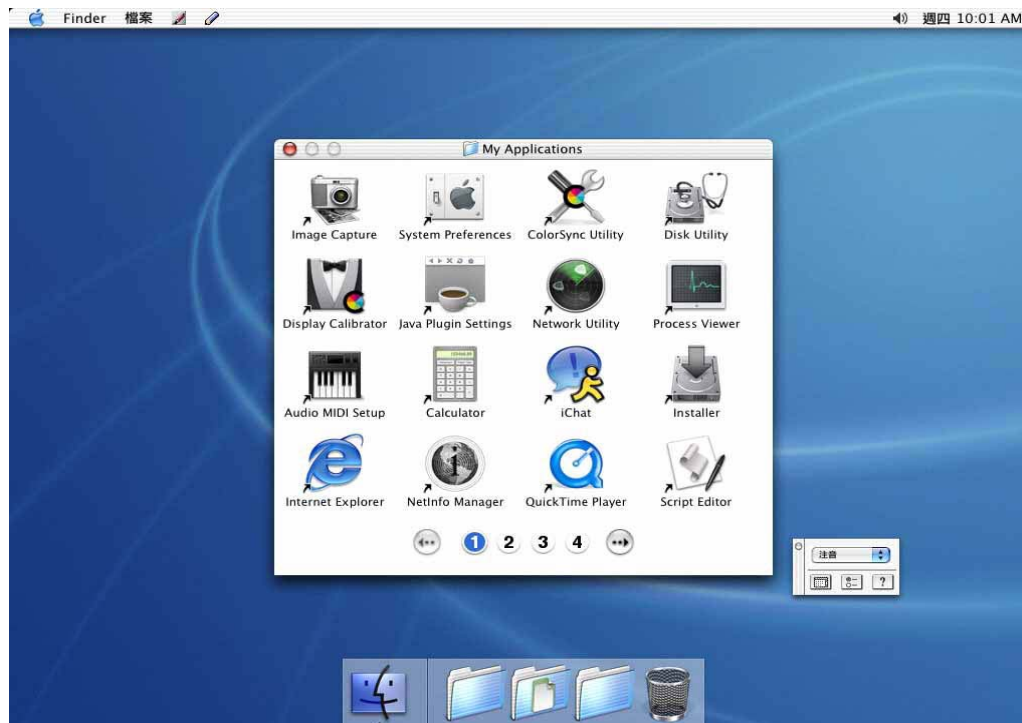 Finder 檔案 週四 10:01 AM
My Applications
Image Capture System Preferences ColorSync Utility Disk Utility
Display Calibrator Java Plugin Settings Network Utility Process Viewer
Audio MIDI Setup Calculator iChat Installer
Internet Explorer NetInfo Manager QuickTime Player Script Editor
1 2 3 4
注音
?